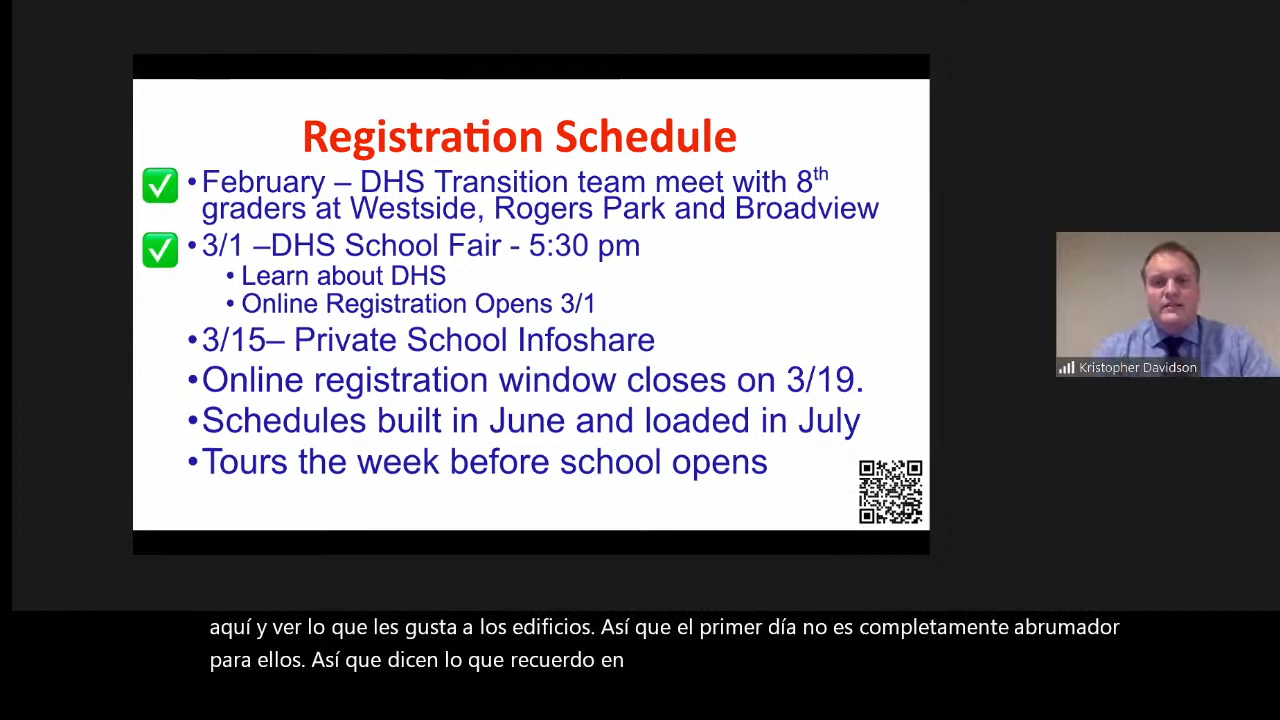 Registration Schedule
✅ •February – DHS Transition team meet with 8th
graders at Westside, Rogers Park and Broadview
✅ •3/1 –DHS School Fair - 5:30 pm
• Learn about DHS
• Online Registration Opens 3/1
•3/15– Private School Infoshare
•Online registration window closes on 3/19.
•Schedules built in June and loaded in July
•Tours the week before school opens
Kristopher Davidson
aquí y ver lo que les gusta a los edificios. Así que el primer día no es completamente abrumador
para ellos. Así que dicen lo que recuerdo en